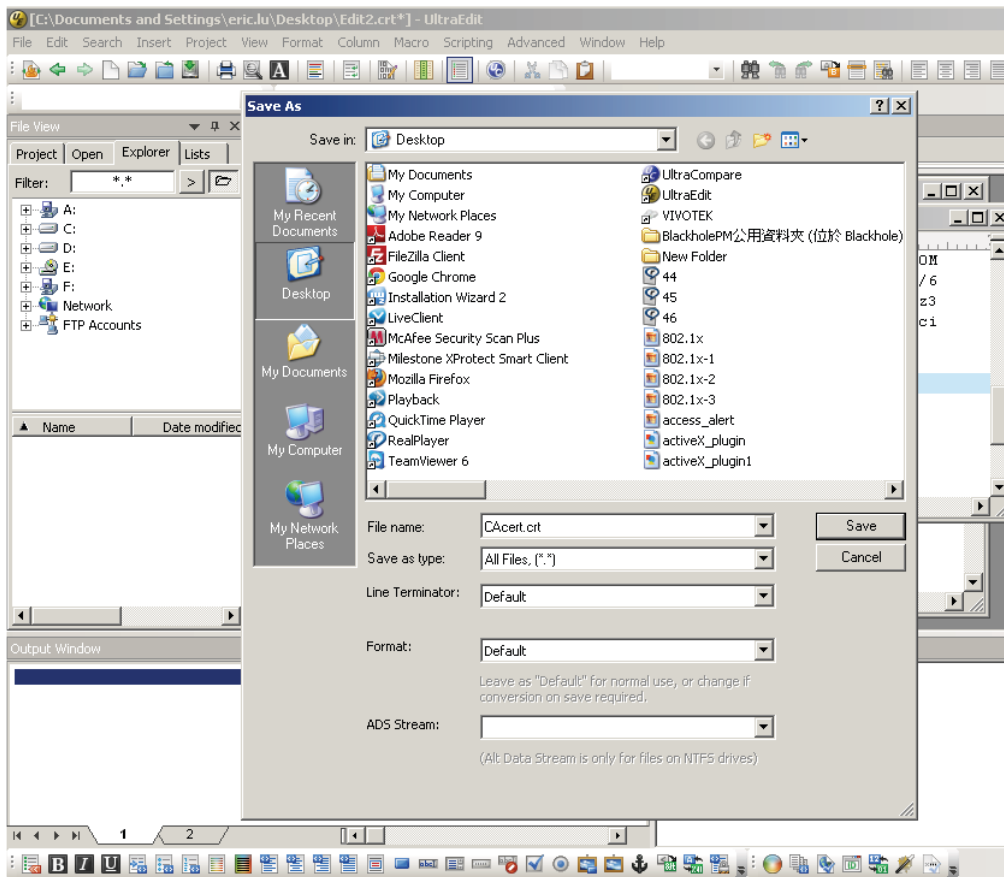 [C:\Documents and Settings\eric.lu\Desktop\Edit2.crt*] - UltraEdit
File Edit Search Insert Project View Format Column Macro Scripting Advanced Window Help
File View
Project Open Explorer Lists
Filter: *.* >
A:
C:
D:
E:
F:
Network
FTP Accounts
Name Date modified
Output Window
1 2
Save As
Save in: Desktop
My Recent Documents
Desktop
My Documents
My Computer
My Network Places
My Documents
My Computer
My Network Places
Adobe Reader 9
FileZilla Client
Google Chrome
Installation Wizard 2
LiveClient
McAfee Security Scan Plus
Milestone XProtect Smart Client
Mozilla Firefox
Playback
QuickTime Player
RealPlayer
TeamViewer 6
UltraCompare
UltraEdit
VIVOTEK
BlackholePM公用資料夾 (位於 Blackhole)
New Folder
44
45
46
802.1x
802.1x-1
802.1x-2
802.1x-3
access_alert
activeX_plugin
activeX_plugin1
File name: CAcert.crt Save
Save as type: All Files, (*.*) Cancel
Line Terminator: Default
Format: Default
Leave as "Default" for normal use, or change if
conversion on save required.
ADS Stream:
(Alt Data Stream is only for files on NTFS drives)
OM
/6
z3
ci
B I U